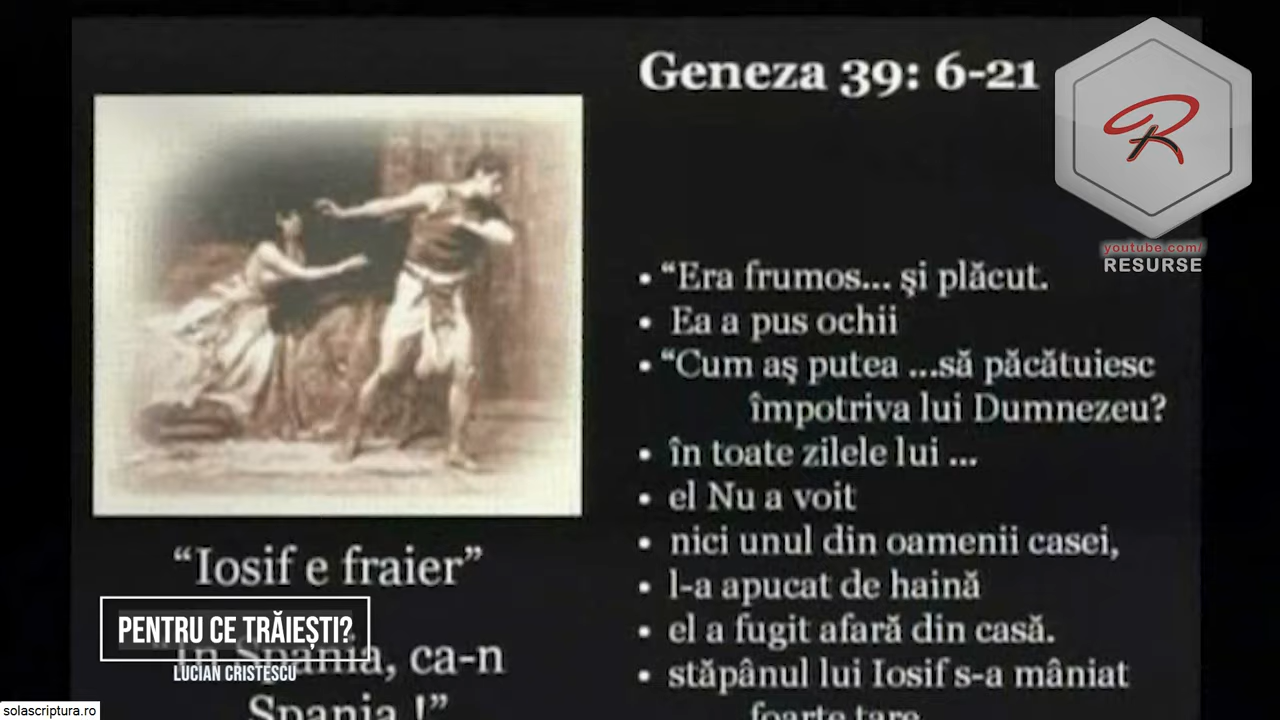 Geneza 39: 6-21
youtube.com/
RESURSE
• “Era frumos... şi plăcut.
• Ea a pus ochii
• “Cum aş putea ...să păcătuiesc
împotriva lui Dumnezeu?
• în toate zilele lui ...
• el Nu a voit
• nici unul din oamenii casei,
• l-a apucat de haină
• el a fugit afară din casă.
• stăpânul lui Iosif s-a mâniat
foarte tare
“Iosif e fraier”
PENTRU CE TRĂIEȘTI?
“În Spania, ca-n
LUCIAN CRISTESCU
Spania !”
solascriptura.ro